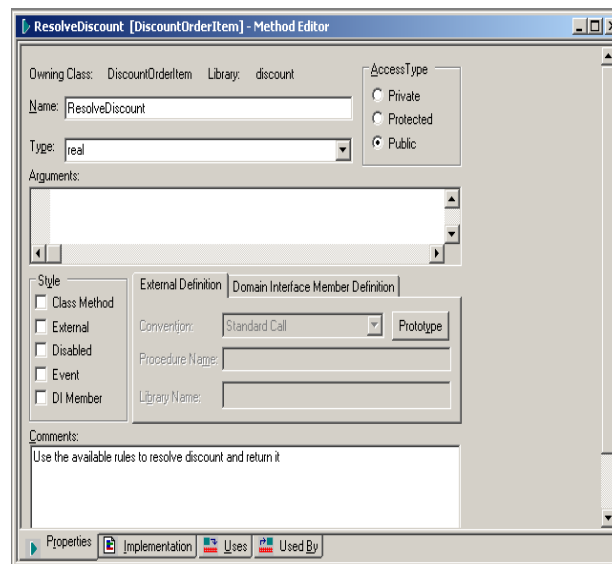 ResolveDiscount [DiscountOrderItem] - Method Editor
Owning Class: DiscountOrderItem Library: discount
Name: ResolveDiscount
Type: real
AccessType
Private
Protected
Public
Arguments:
Style
Class Method
External
Disabled
Event
DI Member
External Definition Domain Interface Member Definition
Convention: Standard Call Prototype
Procedure Name:
Library Name:
Comments:
Use the available rules to resolve discount and return it
Properties Implementation Uses Used By